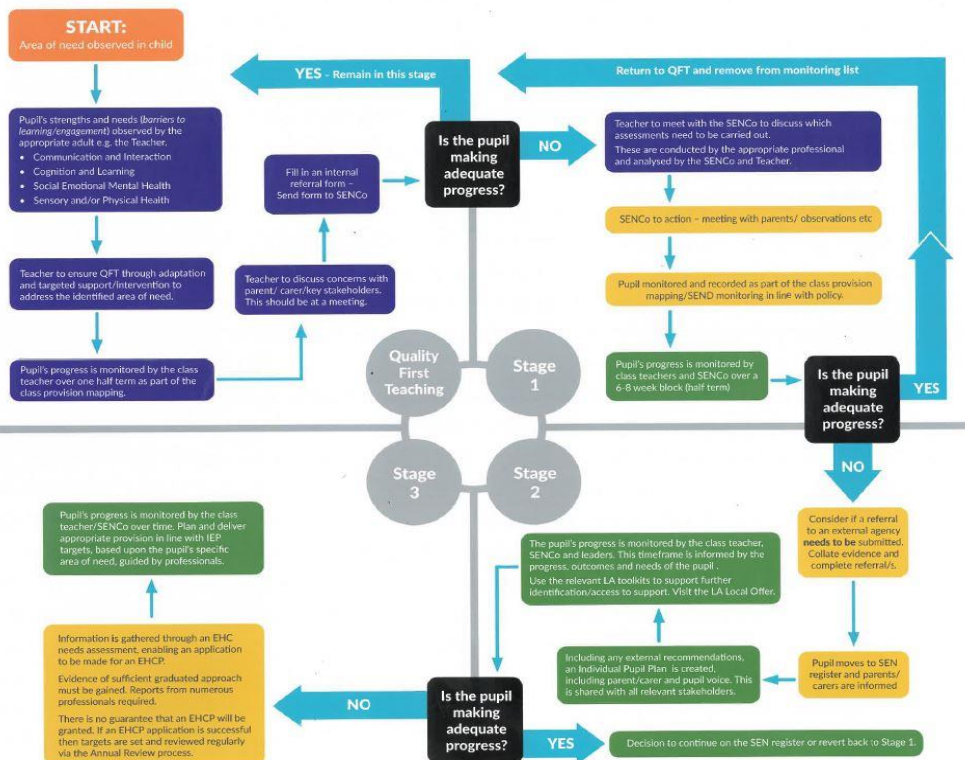 START:
Area of need observed in child
Pupil's strengths and needs (barriers to
learning/engagement) observed by the
appropriate adult e.g. the Teacher.
• Communication and Interaction
• Cognition and Learning
• Social Emotional Mental Health
• Sensory and/or Physical Health
Teacher to ensure QFT through adaptation
and targeted support/intervention to
address the identified area of need.
Pupil's progress is monitored by the class
teacher over one half term as part of the
class provision mapping.
Teacher to discuss concerns with
parent/ carer/key stakeholders.
This should be at a meeting.
Fill in an internal
referral form –
Send form to SENCo
Is the pupil
making
adequate
progress?
YES – Remain in this stage
NO
Teacher to meet with the SENCo to discuss which
assessments need to be carried out.
These are conducted by the appropriate professional
and analysed by the SENCo and Teacher.
SENCo to action – meeting with parents/ observations etc
Pupil monitored and recorded as part of the class provision
mapping/SEND monitoring in line with policy.
Pupil's progress is monitored by
class teachers and SENCo over a
6-8 week block (half term)
Is the pupil
making
adequate
progress?
YES
Return to QFT and remove from monitoring list
Quality
First
Teaching
Stage
1
Stage
3
Stage
2
NO
Consider if a referral
to an external agency
needs to be submitted.
Collate evidence and
complete referral/s.
Pupil moves to SEN
register and parents/
carers are informed
Including any external recommendations,
an Individual Pupil Plan is created,
including parent/carer and pupil voice. This
is shared with all relevant stakeholders.
The pupil's progress is monitored by the class teacher,
SENCo and leaders. This timeframe is informed by the
progress, outcomes and needs of the pupil .
Use the relevant LA toolkits to support further
identification/access to support. Visit the LA Local Offer.
Is the pupil
making
adequate
progress?
YES
Decision to continue on the SEN register or revert back to Stage 1.
NO
Information is gathered through an EHC
needs assessment, enabling an application
to be made for an EHCP.
Evidence of sufficient graduated approach
must be gained. Reports from numerous
professionals required.
There is no guarantee that an EHCP will be
granted. If an EHCP application is successful
then targets are set and reviewed regularly
via the Annual Review process.
Pupil's progress is monitored by the class
teacher/SENCo over time. Plan and deliver
appropriate provision in line with IEP
targets, based upon the pupil's specific
area of need, guided by professionals.